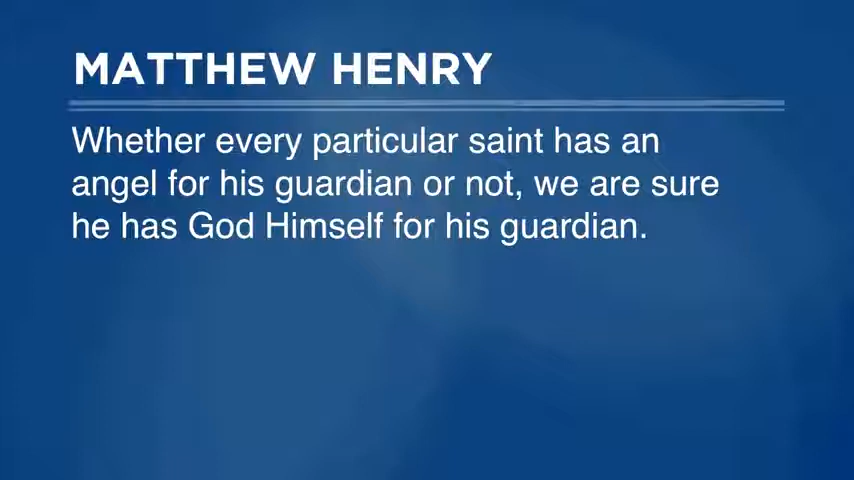 MATTHEW HENRY
Whether every particular saint has an
angel for his guardian or not, we are sure
he has God Himself for his guardian.